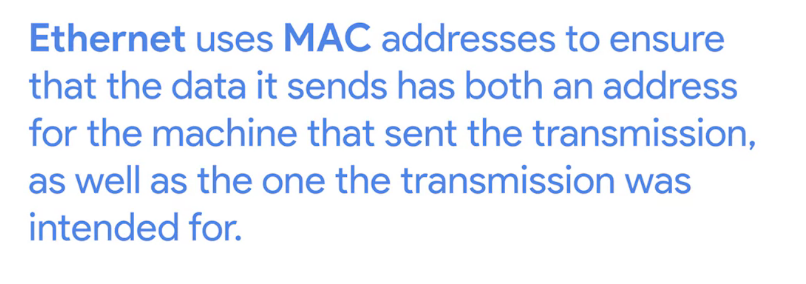 Ethernet uses MAC addresses to ensure
that the data it sends has both an address
for the machine that sent the transmission,
as well as the one the transmission was
intended for.